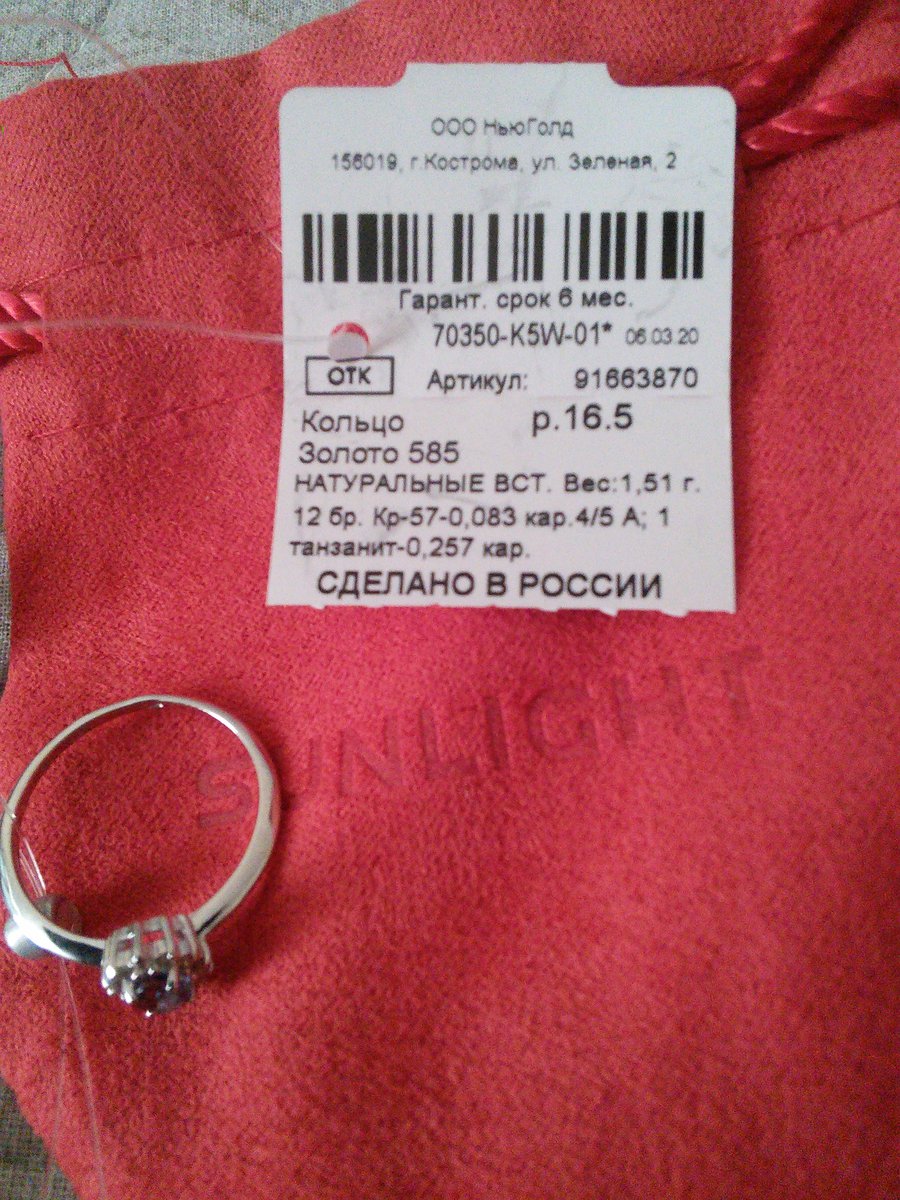 ООО НьюГолд
156019, г.Кострома, ул. Зеленая, 2
Гарант. срок 6 мес.
70350-K5W-01* 06.03.20
ОТК Артикул: 91663870
Кольцо р.16.5
Золото 585
НАТУРАЛЬНЫЕ ВСТ. Вес:1,51 г.
12 бр. Кр-57-0,083 кар.4/5 А; 1
танзанит-0,257 кар.
СДЕЛАНО В РОССИИ
SUNLIGHT